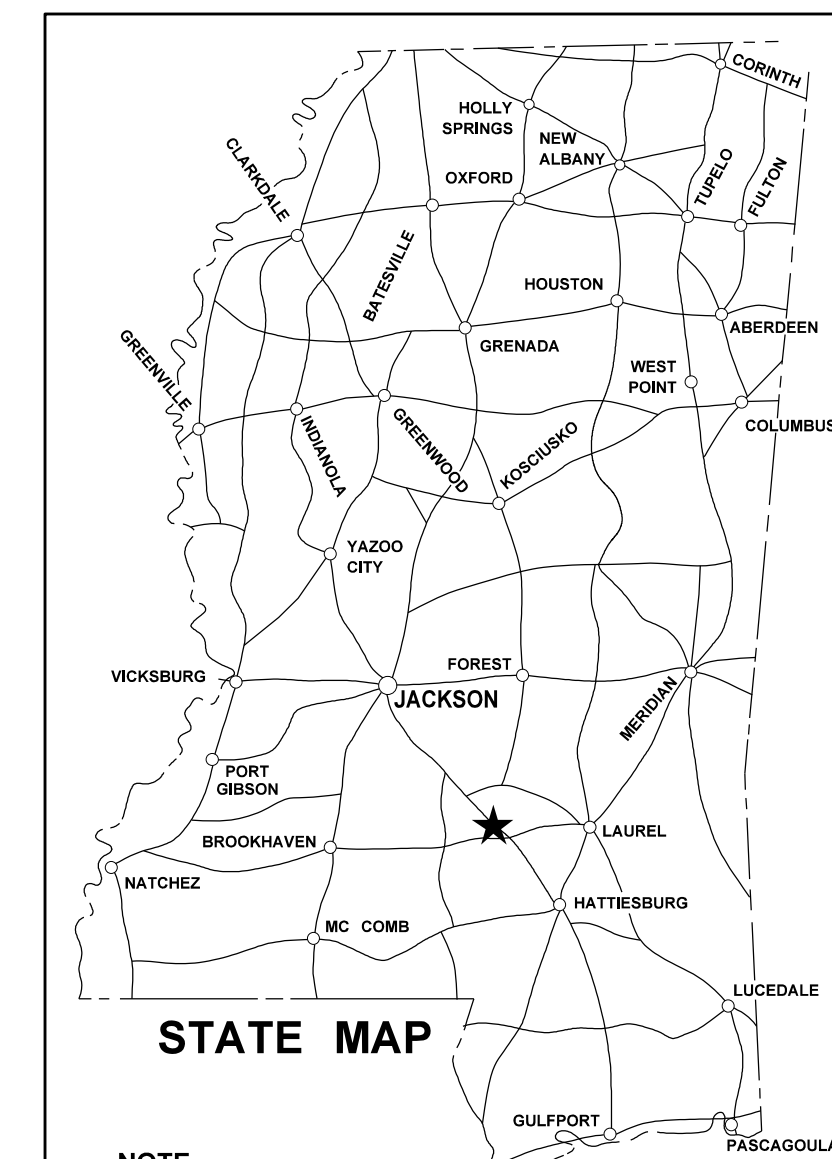 CORINTH
HOLLY
SPRINGS
NEW
ALBANY
CLARKDALE
OXFORD
TUPELO
FULTON
BATESVILLE
HOUSTON
ABERDEEN
GREENVILLE
GRENADA
WEST
POINT
COLUMBUS
INDIANOLA
GREENWOOD
KOSCIUSKO
YAZOO
CITY
VICKSBURG
FOREST
JACKSON
MERIDIAN
PORT
GIBSON
BROOKHAVEN
LAUREL
NATCHEZ
HATTIESBURG
MC COMB
LUCEDALE
STATE MAP
GULFPORT
PASCAGOULA
NOTE